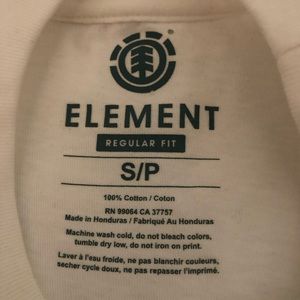 ELEMENT
REGULAR FIT
S/P
100% Cotton / Coton
RN 99064 CA 37757
Made in Honduras / Fabriqué Au Honduras
Machine wash cold, do not bleach colors,
tumble dry low, do not iron on print.
Laver à l'eau froide, ne pas blanchir couleurs,
secher cycle doux, ne pas repasser l'imprimé.